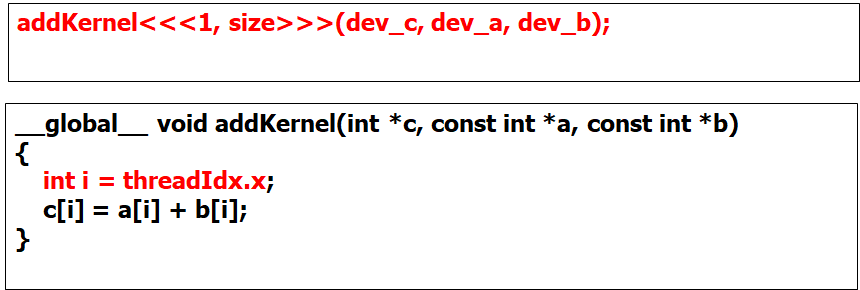 addKernel<<<1, size>>>(dev_c, dev_a, dev_b);
__global__ void addKernel(int *c, const int *a, const int *b)
{
int i = threadIdx.x;
c[i] = a[i] + b[i];
}